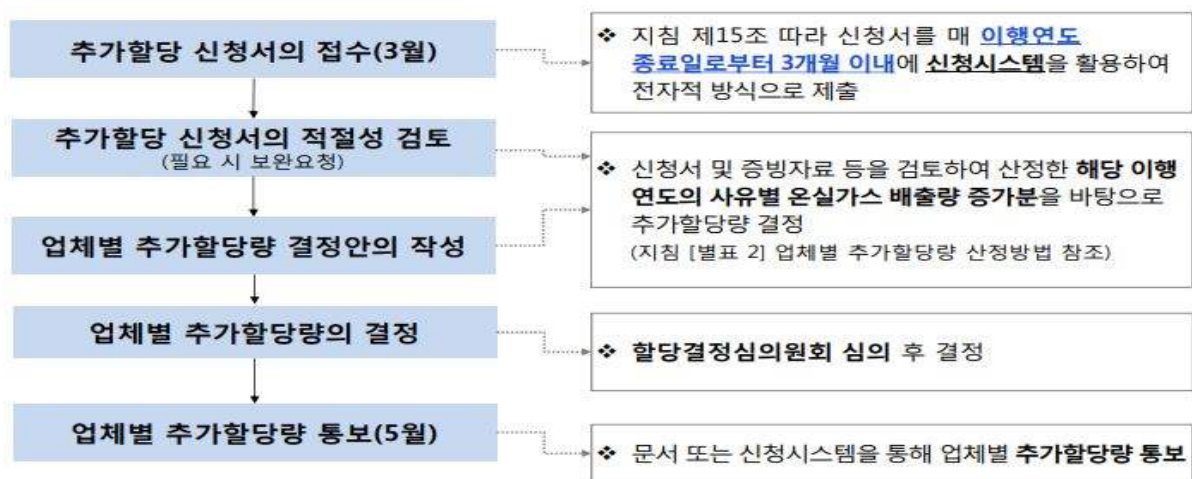 추가할당 신청서의 접수(3월)
❖ 지침 제15조 따라 신청서를 매 이행연도
종료일로부터 3개월 이내에 신청시스템을 활용하여
전자적 방식으로 제출
추가할당 신청서의 적절성 검토
(필요 시 보완요청)
❖ 신청서 및 증빙자료 등을 검토하여 산정한 해당 이행
연도의 사유별 온실가스 배출량 증가분을 바탕으로
추가할당량 결정
(지침 [별표 2] 업체별 추가할당량 산정방법 참조)
업체별 추가할당량 결정안의 작성
업체별 추가할당량의 결정
❖ 할당결정심의원회 심의 후 결정
업체별 추가할당량 통보(5월)
❖ 문서 또는 신청시스템을 통해 업체별 추가할당량 통보